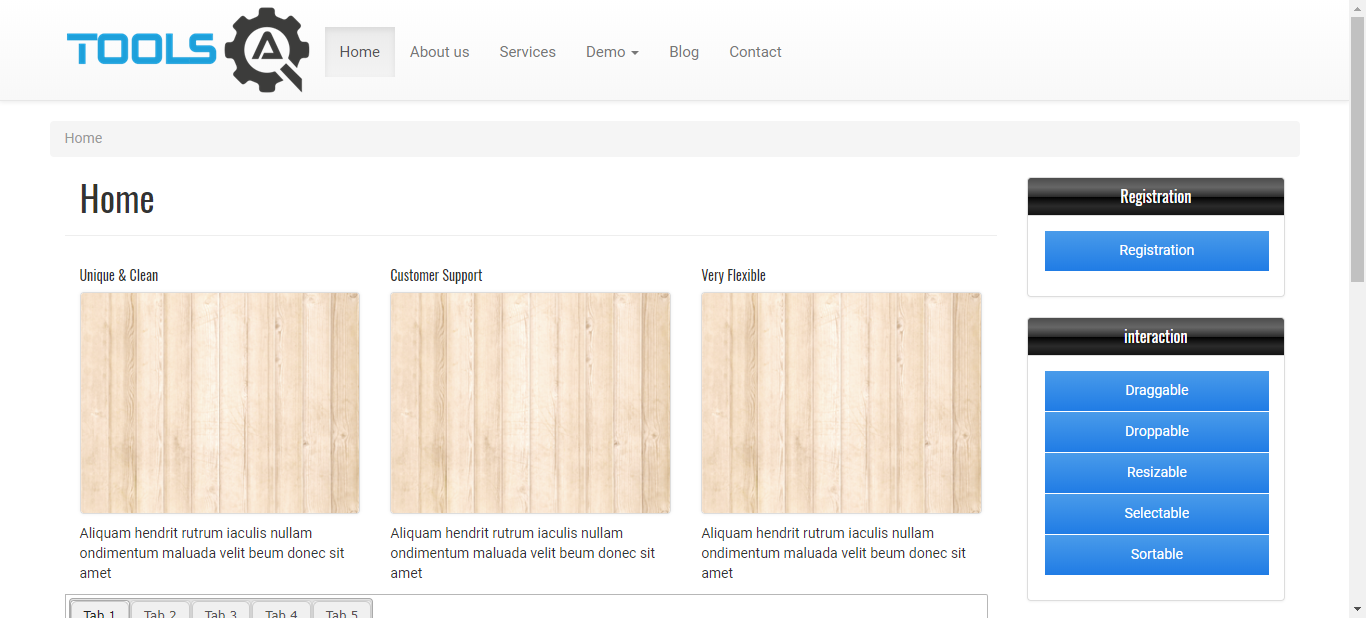 TOOLS QA
Home About us Services Demo Blog Contact
Home
Home
Unique & Clean
Aliquam hendrit rutrum iaculis nullam
ondimentum maluada velit beum donec sit
amet
Customer Support
Aliquam hendrit rutrum iaculis nullam
ondimentum maluada velit beum donec sit
amet
Very Flexible
Aliquam hendrit rutrum iaculis nullam
ondimentum maluada velit beum donec sit
amet
Tab 1 Tab 2 Tab 3 Tab 4 Tab 5
Registration
Registration
interaction
Draggable
Droppable
Resizable
Selectable
Sortable